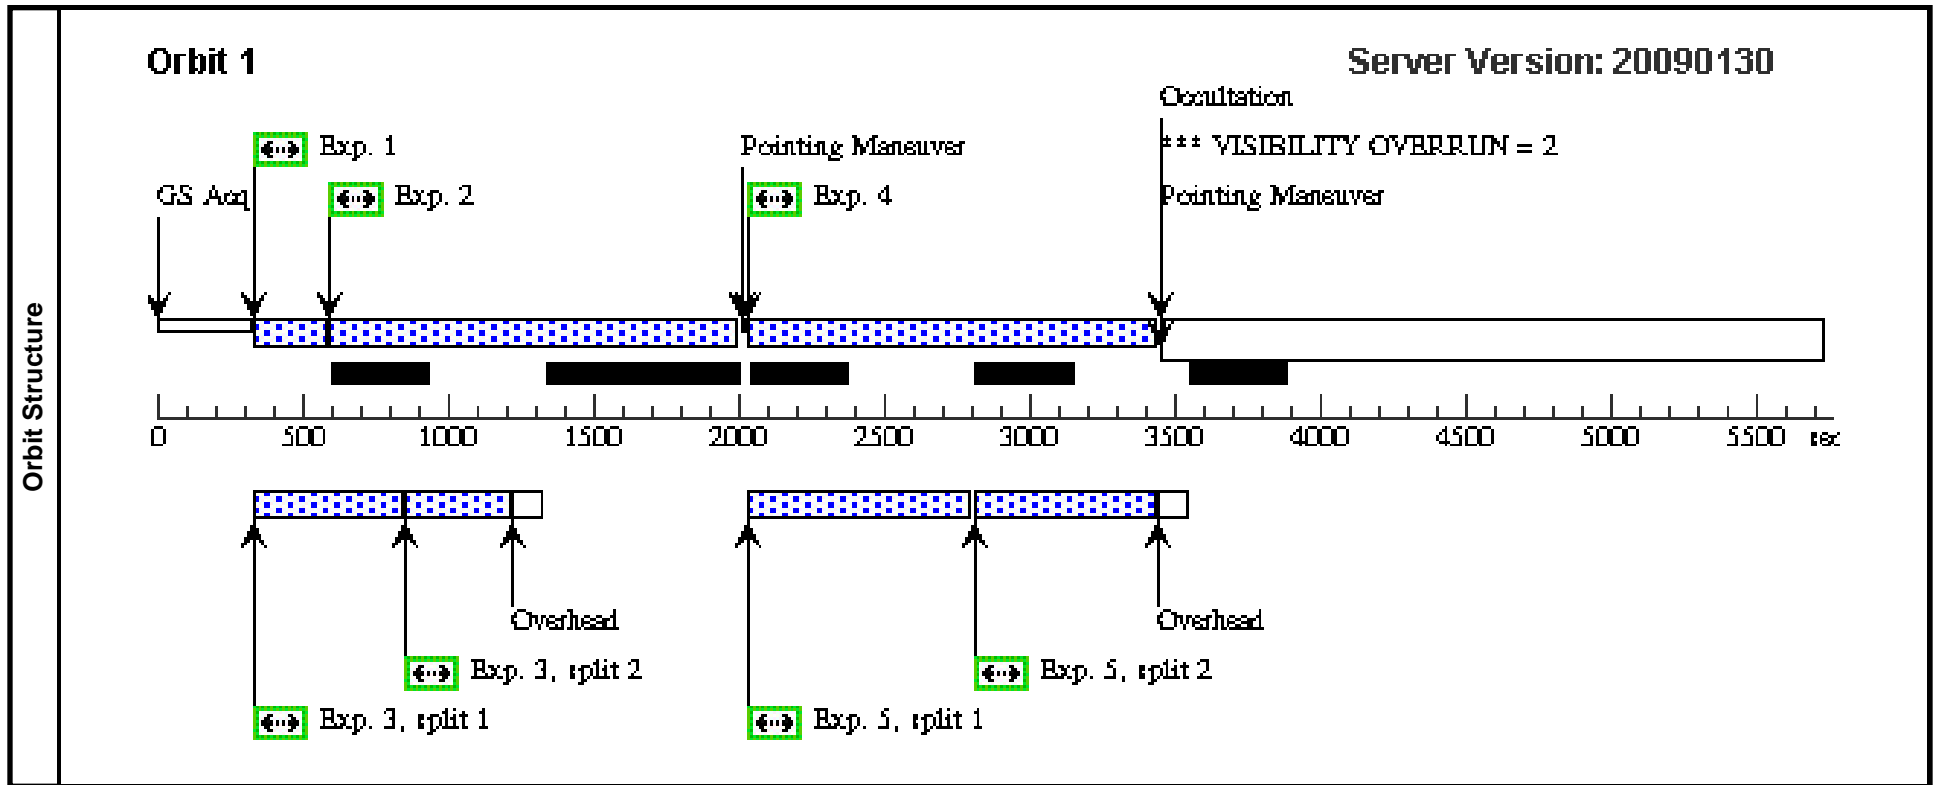 Orbit Structure
Orbit 1
Server Version: 20090130
Occultation
Exp. 1
Pointing Maneuver
*** VISIBILITY OVERRUN = 2
GS Acq
Exp. 2
Exp. 4
Pointing Maneuver
0 500 1000 1500 2000 2500 3000 3500 4000 4500 5000 5500 sec
Overhead
Overhead
Exp. 3, split 2
Exp. 5, split 2
Exp. 3, split 1
Exp. 5, split 1